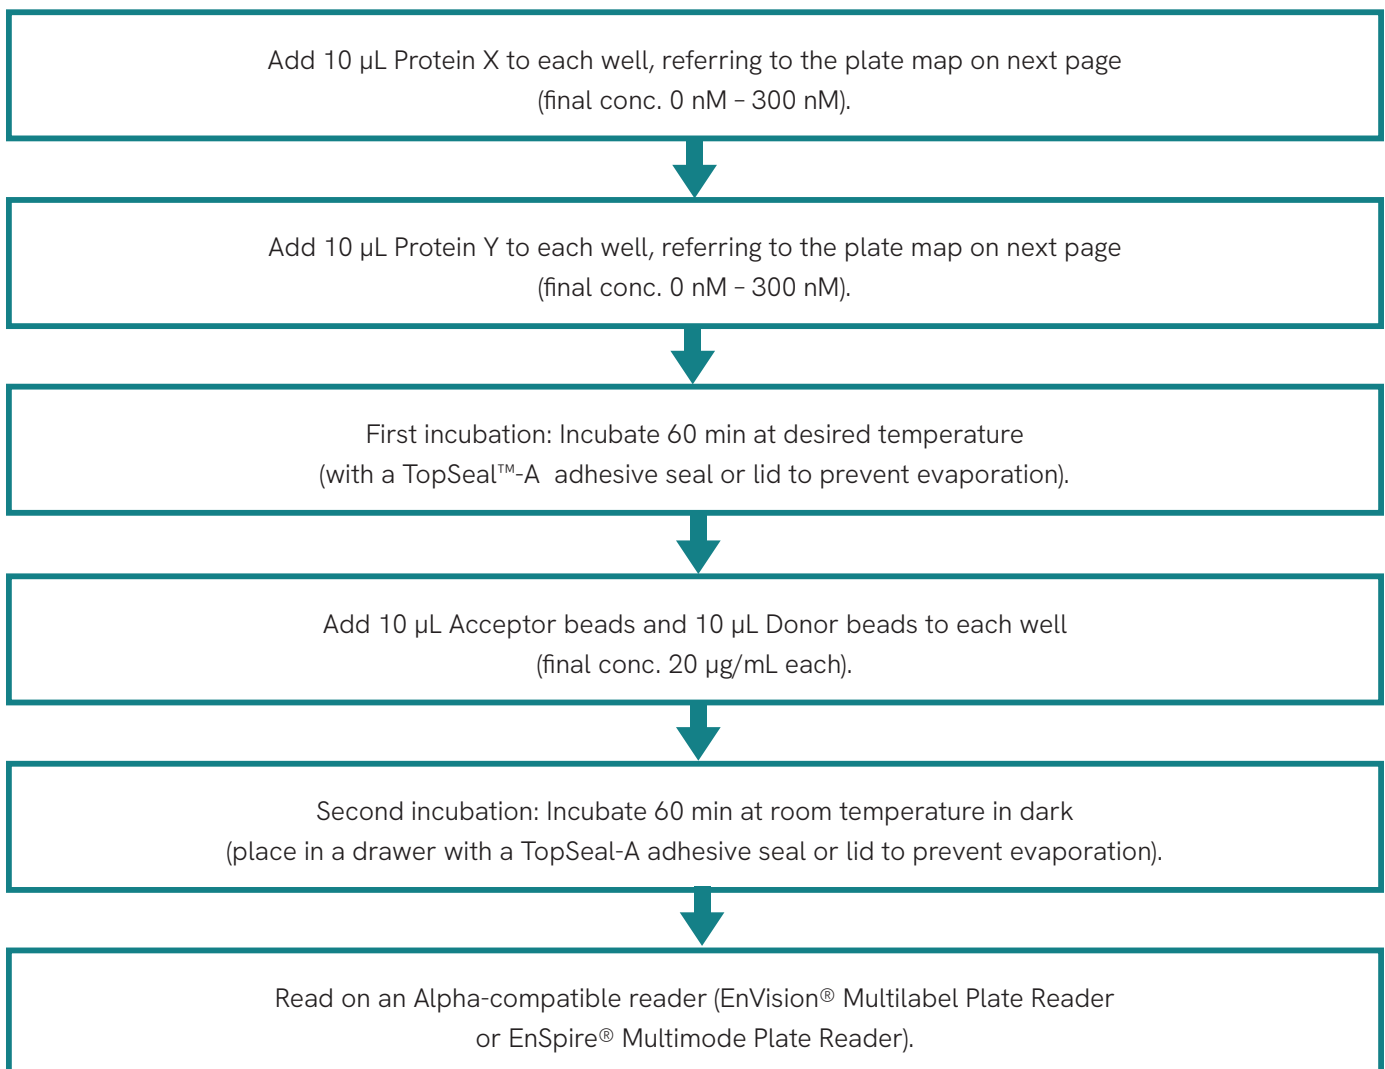 Add 10 µL Protein X to each well, referring to the plate map on next page
(final conc. 0 nM – 300 nM).
Add 10 µL Protein Y to each well, referring to the plate map on next page
(final conc. 0 nM – 300 nM).
First incubation: Incubate 60 min at desired temperature
(with a TopSeal™-A adhesive seal or lid to prevent evaporation).
Add 10 µL Acceptor beads and 10 µL Donor beads to each well
(final conc. 20 µg/mL each).
Second incubation: Incubate 60 min at room temperature in dark
(place in a drawer with a TopSeal-A adhesive seal or lid to prevent evaporation).
Read on an Alpha-compatible reader (EnVision® Multilabel Plate Reader
or EnSpire® Multimode Plate Reader).